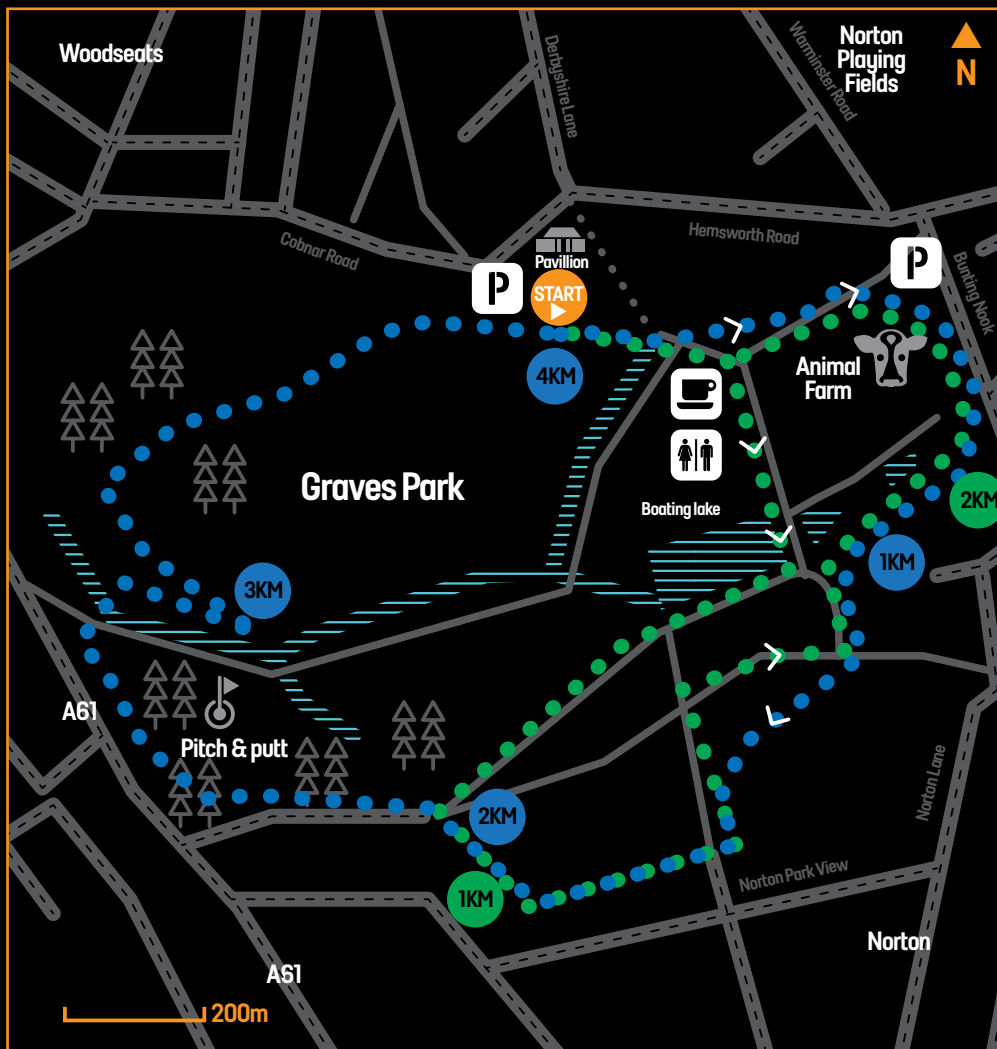 Woodseats
Derbyshire Lane
Warminster Road
Norton
Playing
Fields
N
Cobnar Road
Hemsworth Road
Bunting Nook
Pavillion
P
START
P
4KM
Animal
Farm
Graves Park
Boating lake
2KM
1KM
3KM
A61
Pitch & putt
2KM
1KM
Norton Lane
Norton Park View
Norton
A61
200m